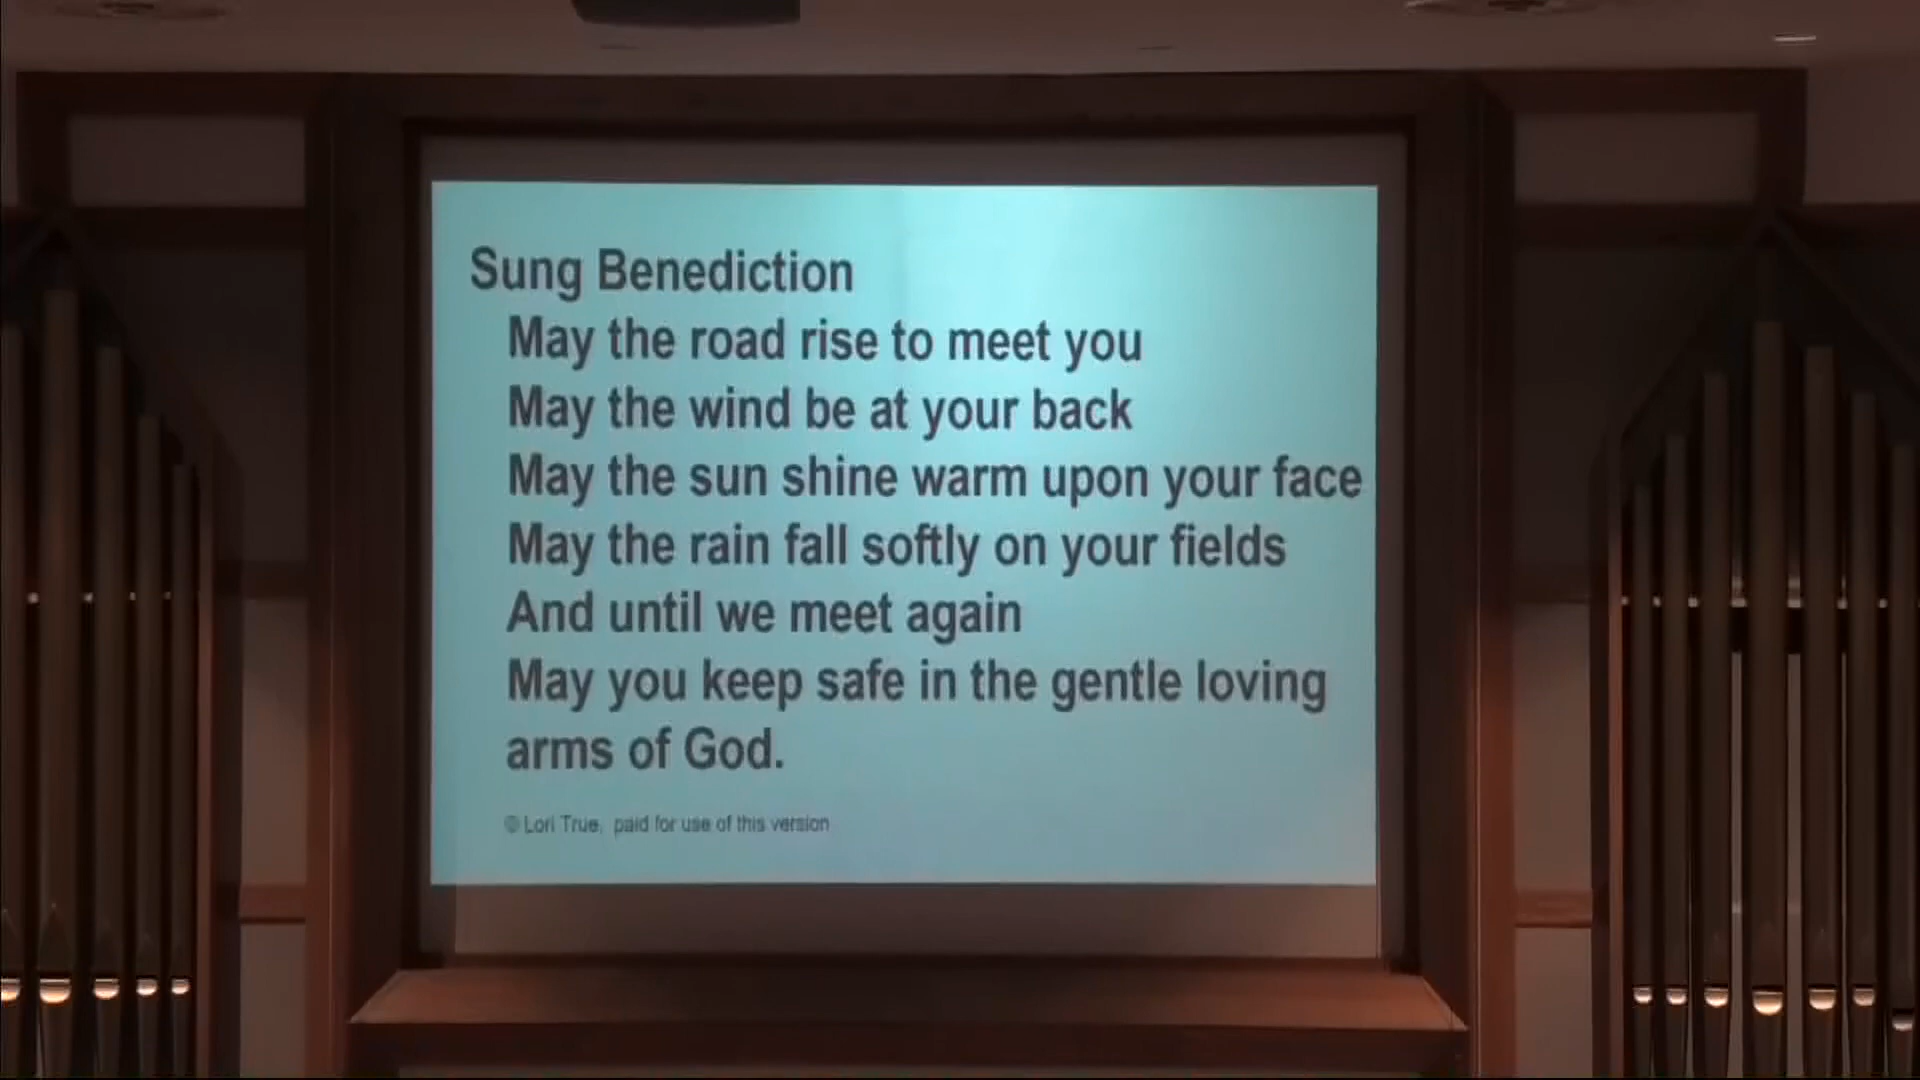 Sung Benediction
May the road rise to meet you
May the wind be at your back
May the sun shine warm upon your face
May the rain fall softly on your fields
And until we meet again
May you keep safe in the gentle loving
arms of God.
© Lori True, paid for use of this version